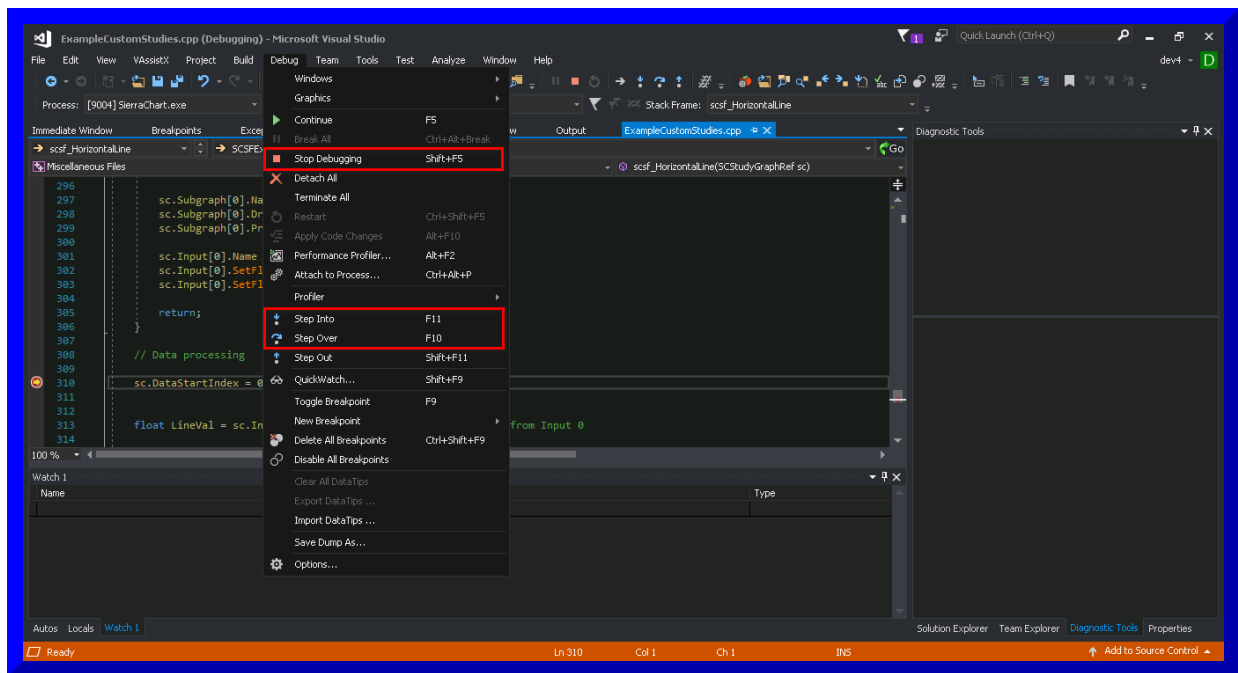 ExampleCustomStudies.cpp (Debugging) - Microsoft Visual Studio
1
Quick Launch (Ctrl+Q)
File Edit View VAssistX Project Build Debug Team Tools Test Analyze Window Help
dev4 D
Process: [9004] SierraChart.exe
Stack Frame: scsf_HorizontalLine
Immediate Window Breakpoints Excep
w Output ExampleCustomStudies.cpp
Diagnostic Tools
scsf_HorizontalLine SCSFEx
Go
Miscellaneous Files
scsf_HorizontalLine(SCStudyGraphRef sc)
296
297 sc.Subgraph[0].Na
298 sc.Subgraph[0].Dr
299 sc.Subgraph[0].Pr
300
301 sc.Input[0].Name
302 sc.Input[0].SetFl
303 sc.Input[0].SetFl
304
305 return;
306 }
307
308 // Data processing
309
310 sc.DataStartIndex = 0
311
312
313 float LineVal = sc.In from Input 0
314
Windows
Graphics
Continue F5
Break All Ctrl+Alt+Break
Stop Debugging Shift+F5
Detach All
Terminate All
Restart Ctrl+Shift+F5
Apply Code Changes Alt+F10
Performance Profiler... Alt+F2
Attach to Process... Ctrl+Alt+P
Profiler
Step Into F11
Step Over F10
Step Out Shift+F11
QuickWatch... Shift+F9
Toggle Breakpoint F9
New Breakpoint
Delete All Breakpoints Ctrl+Shift+F9
Disable All Breakpoints
Clear All DataTips
Export DataTips ...
Import DataTips ...
Save Dump As...
Options...
100 %
Watch 1
Name Type
Autos Locals Watch 1
Solution Explorer Team Explorer Diagnostic Tools Properties
Ready Ln 310 Col 1 Ch 1 INS Add to Source Control